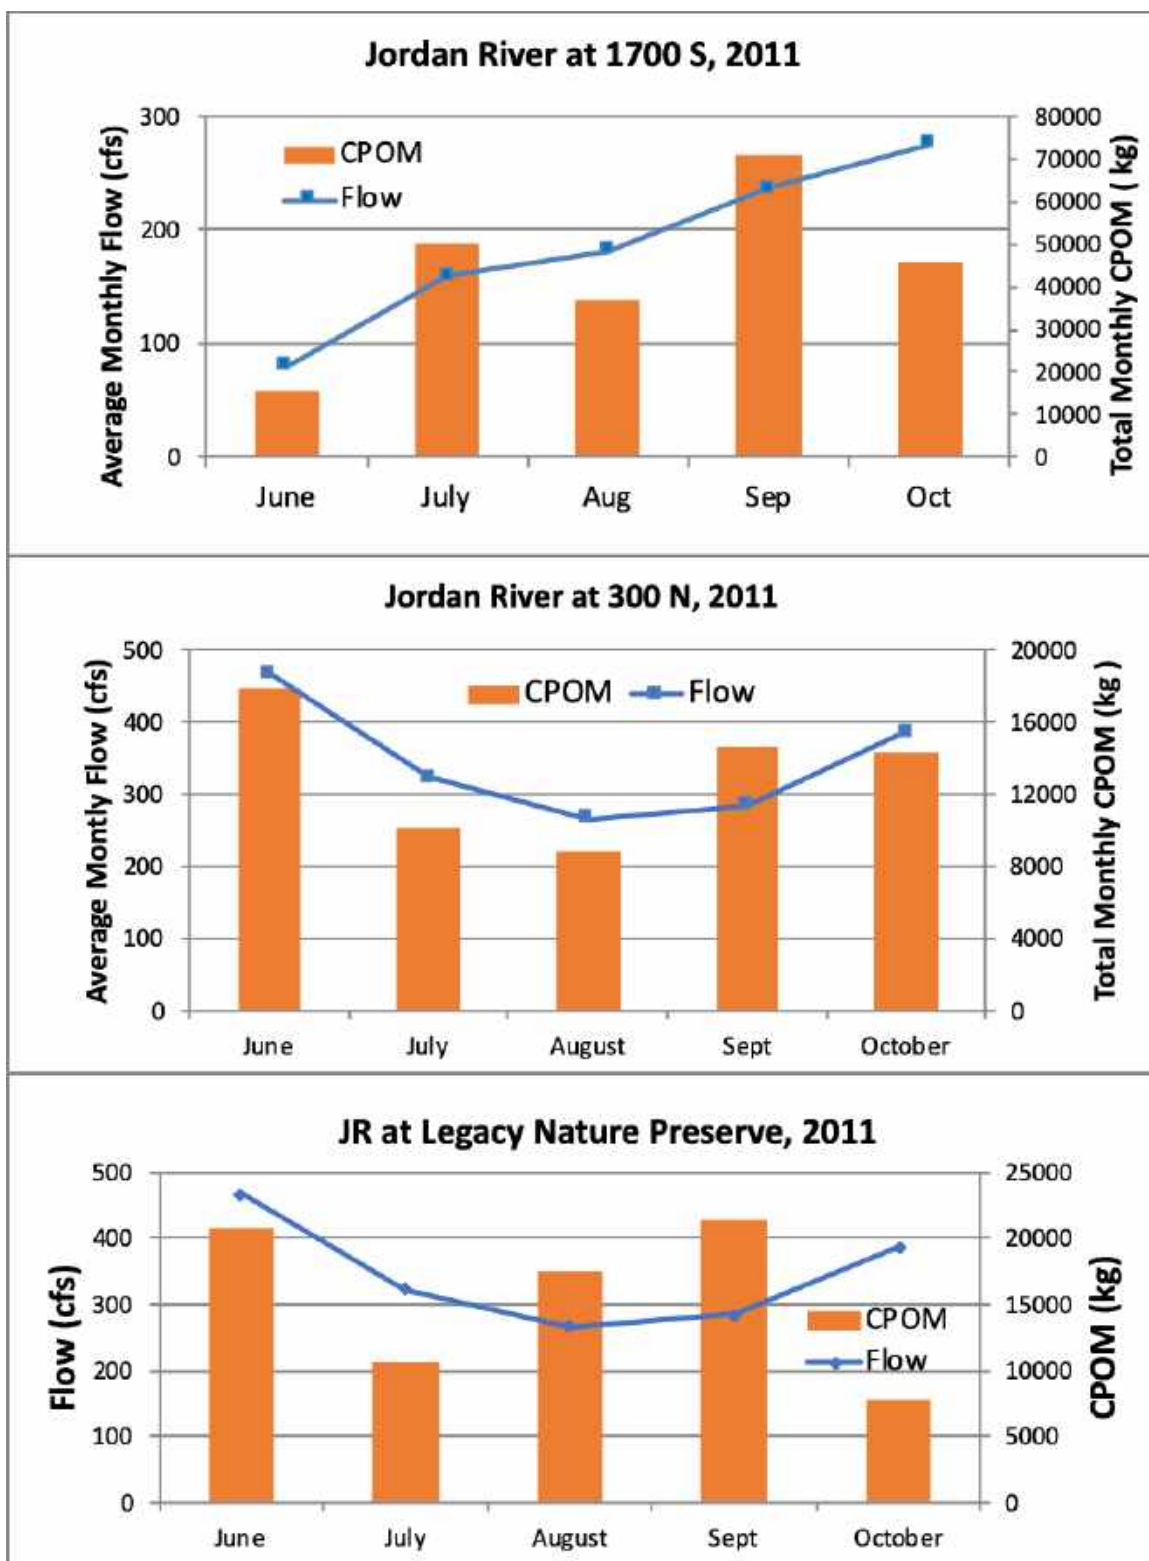 Jordan River at 1700 S, 2011
Average Monthly Flow (cfs)
300
200
100
0
CPOM
Flow
80000
70000
60000
50000
40000
30000
20000
10000
0
Total Monthly CPOM ( kg)
June July Aug Sep Oct
Jordan River at 300 N, 2011
Average Montly Flow (cfs)
500
400
300
200
100
0
CPOM Flow
20000
16000
12000
8000
4000
0
Total Monthly CPOM (kg )
June July August Sept October
JR at Legacy Nature Preserve, 2011
Flow (cfs)
500
400
300
200
100
0
CPOM
Flow
25000
20000
15000
10000
5000
0
CPOM (kg)
June July August Sept October